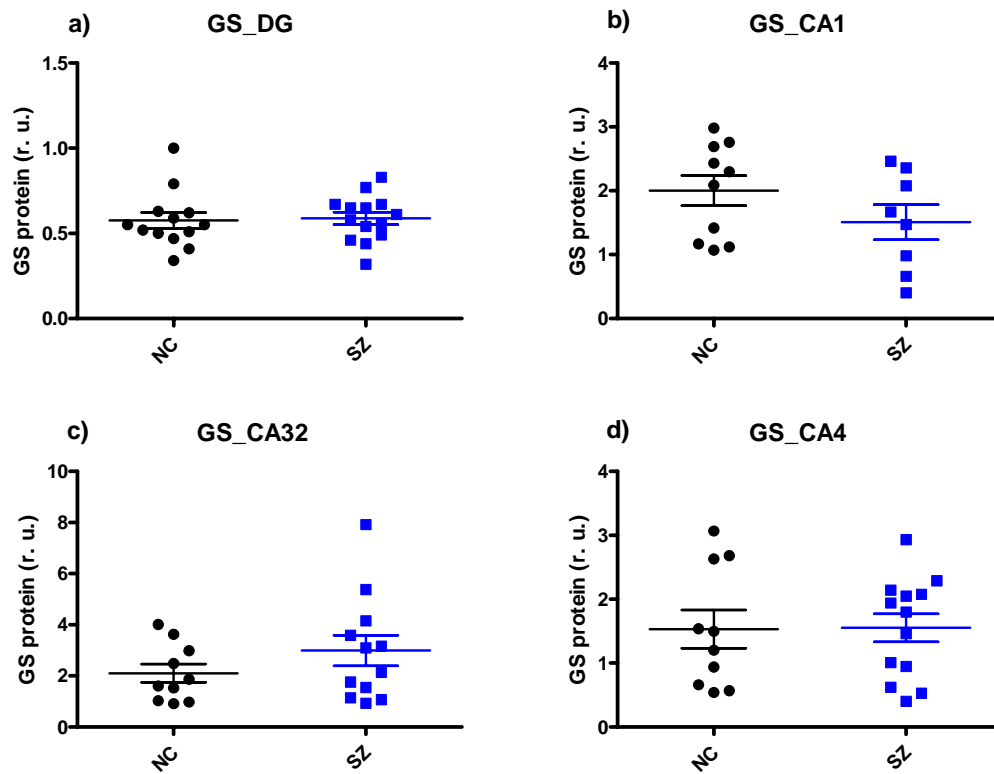 a) GS_DG
GS protein (r. u.)
1.5
1.0
0.5
0.0
NC
SZ
b) GS_CA1
GS protein (r. u.)
4
3
2
1
0
NC
SZ
c) GS_CA32
GS protein (r. u.)
10
8
6
4
2
0
NC
SZ
d) GS_CA4
GS protein (r. u.)
4
3
2
1
0
NC
SZ